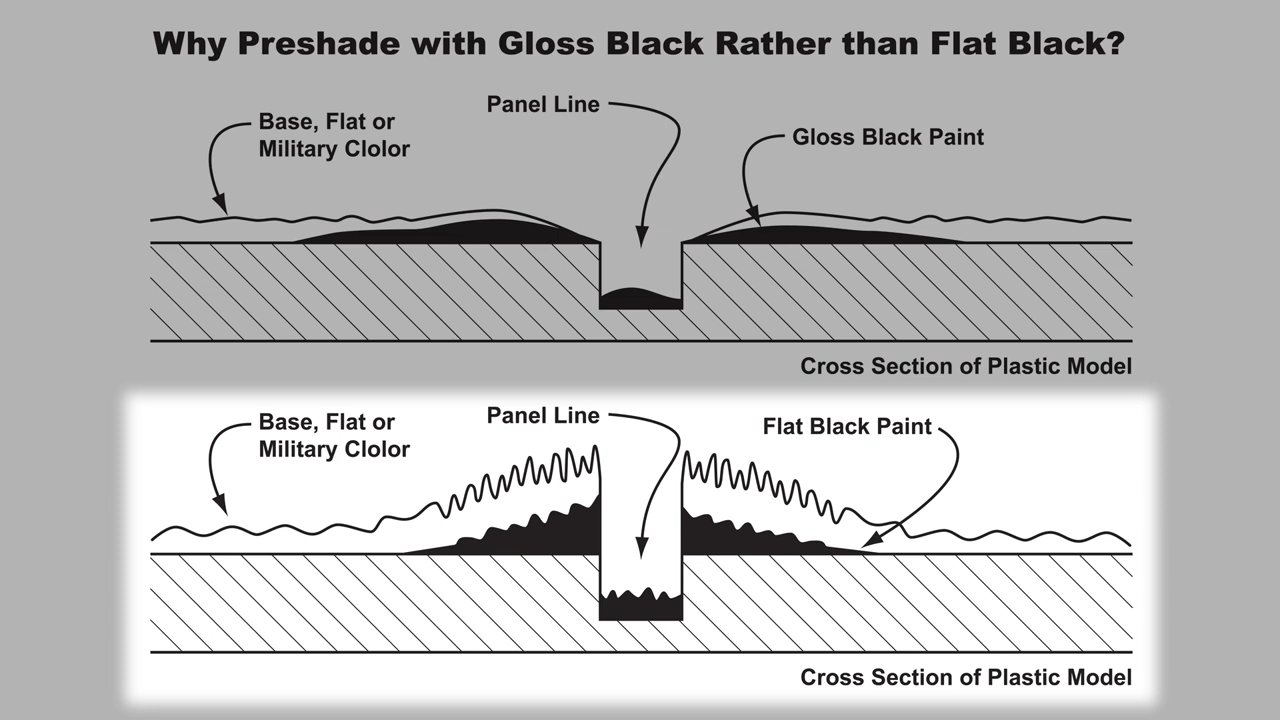 Why Preshade with Gloss Black Rather than Flat Black?
Panel Line
Base, Flat or
Military Clolor
Gloss Black Paint
Cross Section of Plastic Model
Panel Line
Base, Flat or
Military Clolor
Flat Black Paint
Cross Section of Plastic Model